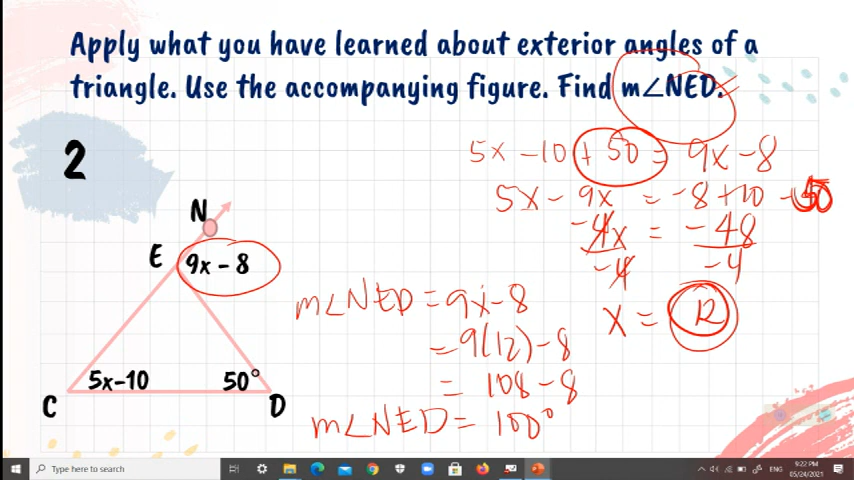 Apply what you have learned about exterior angles of a
triangle. Use the accompanying figure. Find m∠NED.
2
5x - 10 + 50 = 9x - 8
5x - 9x = -8 + 10 - 50
-4x = -48
-4 -4
x = 12
N
E
9x - 8
5x-10
50°
C
D
m∠NED = 9x - 8
= 9(12) - 8
= 108 - 8
m∠NED = 100°
Type here to search
9:22 PM
05/24/2021